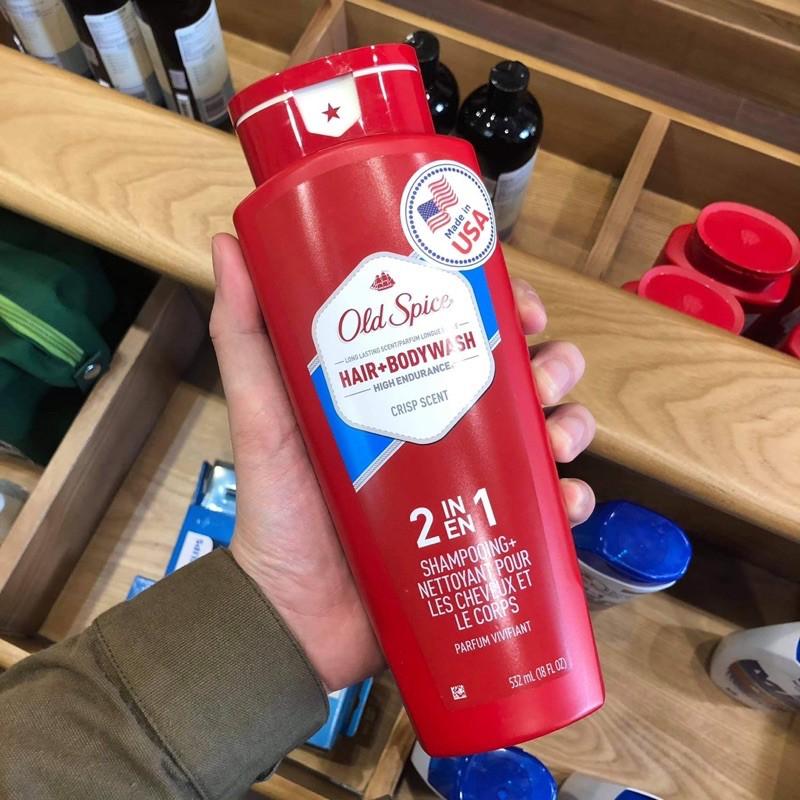 Made in
USA
Old Spice
LONG LASTING SCENT/PARFUM LONGUE
HAIR+BODYWASH
HIGH ENDURANCE
CRISP SCENT
2 IN
EN 1
SHAMPOOING+
NETTOYANT POUR
LES CHEVEUX ET
LE CORPS
PARFUM VIVIFIANT
532 mL (18 FL OZ)